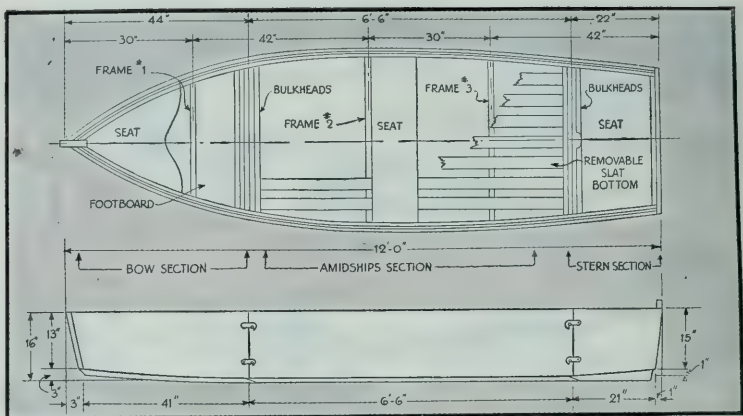 44" 6'-6" 22"
30" 42" 30" 42"
FRAME #1
BULKHEADS
FRAME #2
SEAT
FRAME #3
BULKHEADS
SEAT
SEAT
FOOTBOARD
REMOVABLE
SLAT
BOTTOM
12'-0"
BOW SECTION
AMIDSHIPS SECTION
STERN SECTION
16"
13"
15"
1"
3"
3"
41"
6'-6"
21"
1"